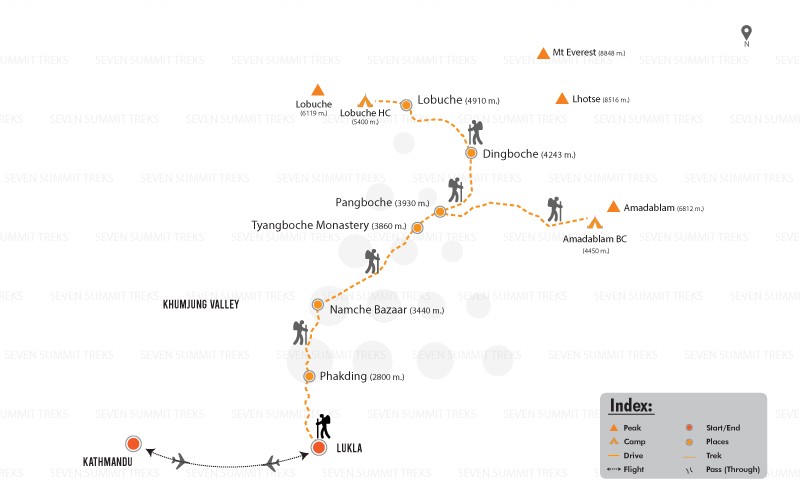 N
Mt Everest (8848 m.)
Lhotse (8516 m.)
Lobuche
(6119 m.)
Lobuche HC
(5400 m.)
Lobuche (4910 m.)
Dingboche (4243 m.)
Pangboche (3930 m.)
Tyangboche Monastery (3860 m.)
Amadablam (6812 m.)
Amadablam BC
(4450 m.)
KHUMJUNG VALLEY
Namche Bazaar (3440 m.)
Phakding (2800 m.)
LUKLA
KATHMANDU
Index:
Peak
Start/End
Camp
Places
Drive
Trek
Flight
Pass (Through)
SEVEN SUMMIT TREKS